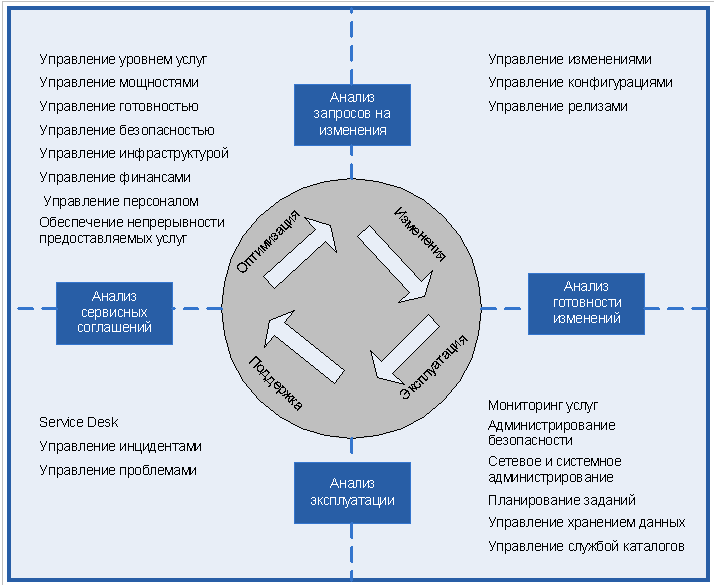 Управление уровнем услуг
Управление мощностями
Управление готовностью
Управление безопасностью
Управление инфраструктурой
Управление финансами
Управление персоналом
Обеспечение непрерывности
предоставляемых услуг
Анализ
запросов на
изменения
Управление изменениями
Управление конфигурациями
Управление релизами
Оптимизация
Изменения
Анализ
сервисных
соглашений
Анализ
готовности
изменений
Поддержка
Эксплуатация
Service Desk
Управление инцидентами
Управление проблемами
Анализ
эксплуатации
Мониторинг услуг
Администрирование
безопасности
Сетевое и системное
администрирование
Планирование заданий
Управление хранением данных
Управление службой каталогов